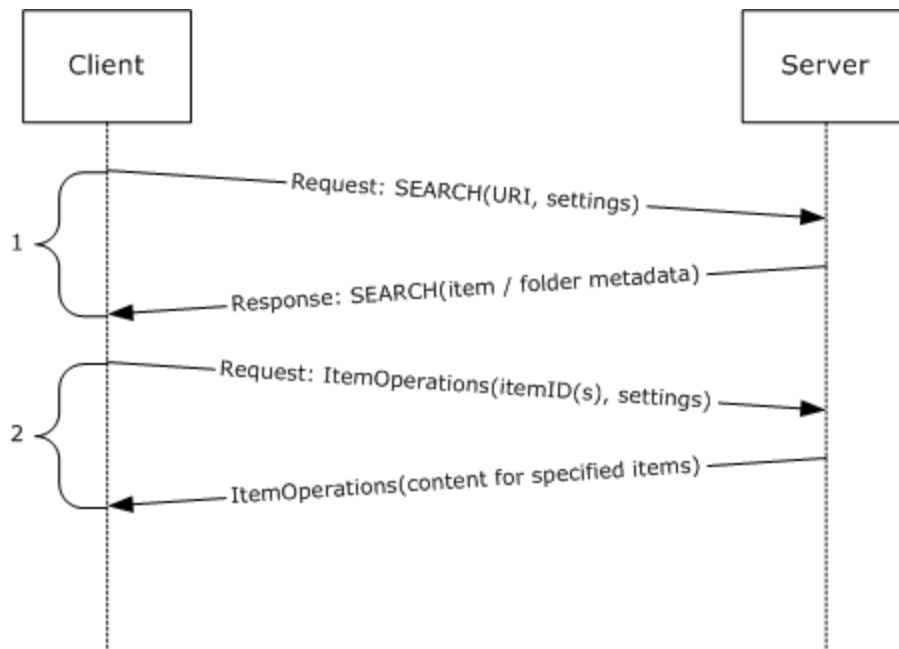 Client
Server
Request: SEARCH(URI, settings)
1
Response: SEARCH(item / folder metadata)
Request: ItemOperations(itemID(s), settings)
2
ItemOperations(content for specified items)